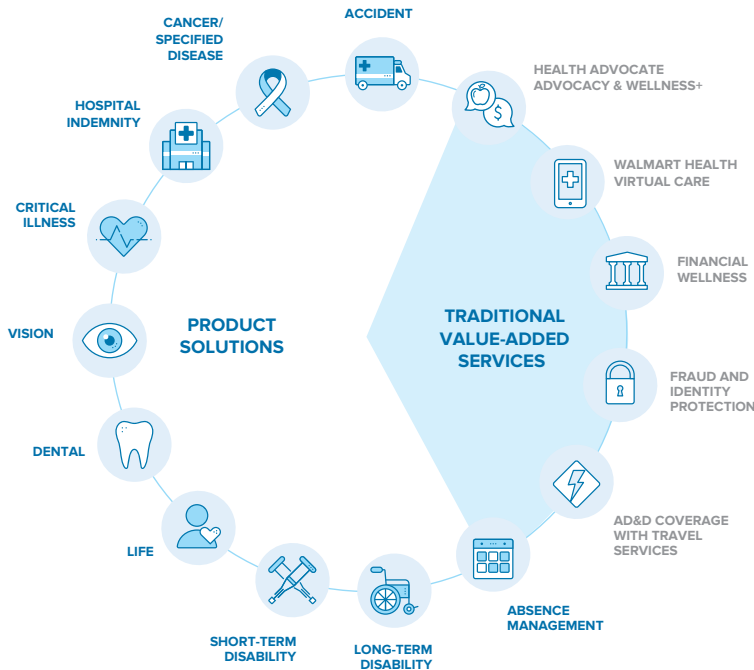 ACCIDENT
CANCER/
SPECIFIED
DISEASE
HEALTH ADVOCATE
ADVOCACY & WELLNESS+
HOSPITAL
INDEMNITY
WALMART HEALTH
VIRTUAL CARE
CRITICAL
ILLNESS
FINANCIAL
WELLNESS
VISION
PRODUCT
SOLUTIONS
TRADITIONAL
VALUE-ADDED
SERVICES
FRAUD AND
IDENTITY
PROTECTION
DENTAL
AD&D COVERAGE
WITH TRAVEL
SERVICES
LIFE
ABSENCE
MANAGEMENT
SHORT-TERM
DISABILITY
LONG-TERM
DISABILITY
$